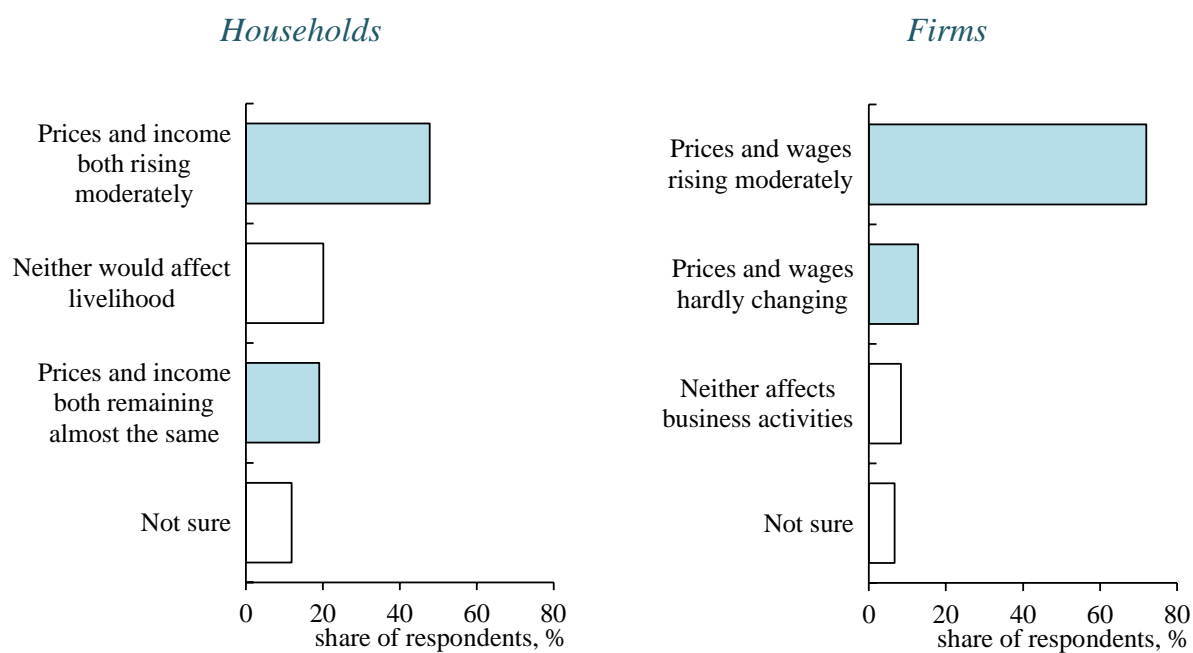 Households
Prices and income
both rising
moderately
Neither would affect
livelihood
Prices and income
both remaining
almost the same
Not sure
0 20 40 60 80
share of respondents, %
Firms
Prices and wages
rising moderately
Prices and wages
hardly changing
Neither affects
business activities
Not sure
0 20 40 60 80
share of respondents, %